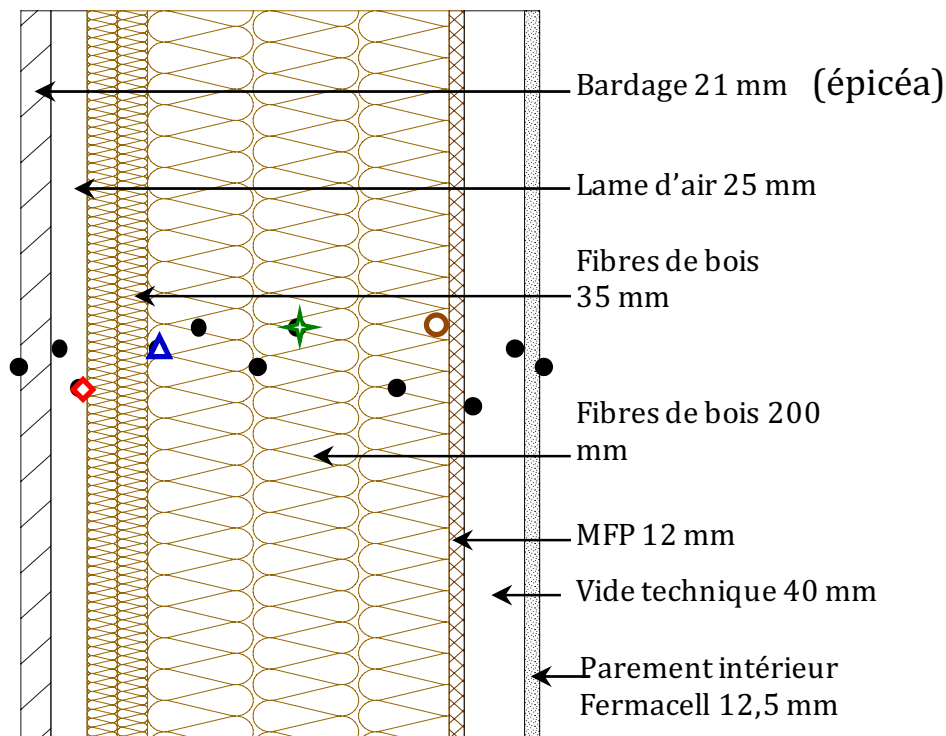 Bardage 21 mm (épicéa)
Lame d’air 25 mm
Fibres de bois
35 mm
Fibres de bois 200
mm
MFP 12 mm
Vide technique 40 mm
Parement intérieur
Fermacell 12,5 mm